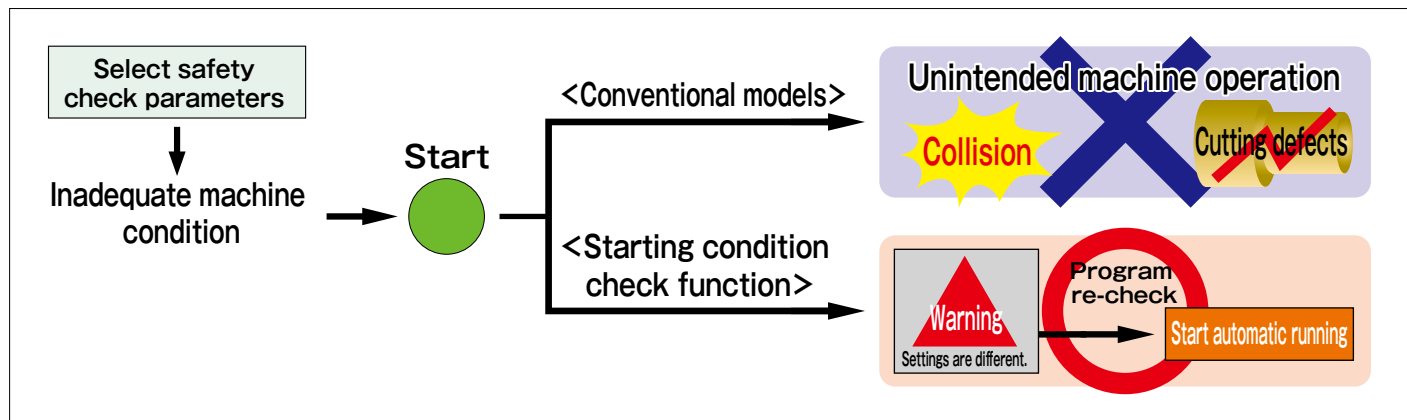 Select safety
check parameters
Inadequate machine
condition
Start
<Conventional models>
Unintended machine operation
Collision
Cutting defects
<Starting condition
check function>
Warning
Settings are different.
Program
re-check
Start automatic running